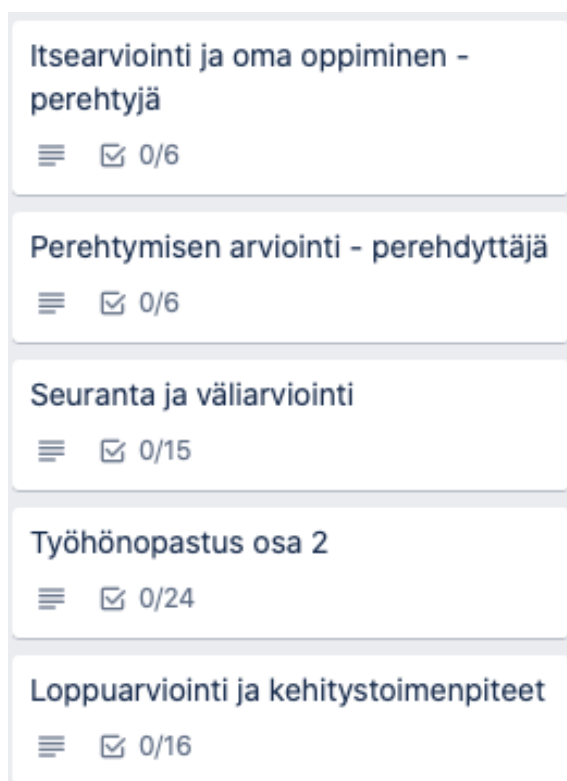 Itsearviointi ja oma oppiminen -
perehtyjä
0/6
Perehtymisen arviointi - perehdyttäjä
0/6
Seuranta ja väliarviointi
0/15
Työhönopastus osa 2
0/24
Loppuarviointi ja kehitystoimenpiteet
0/16